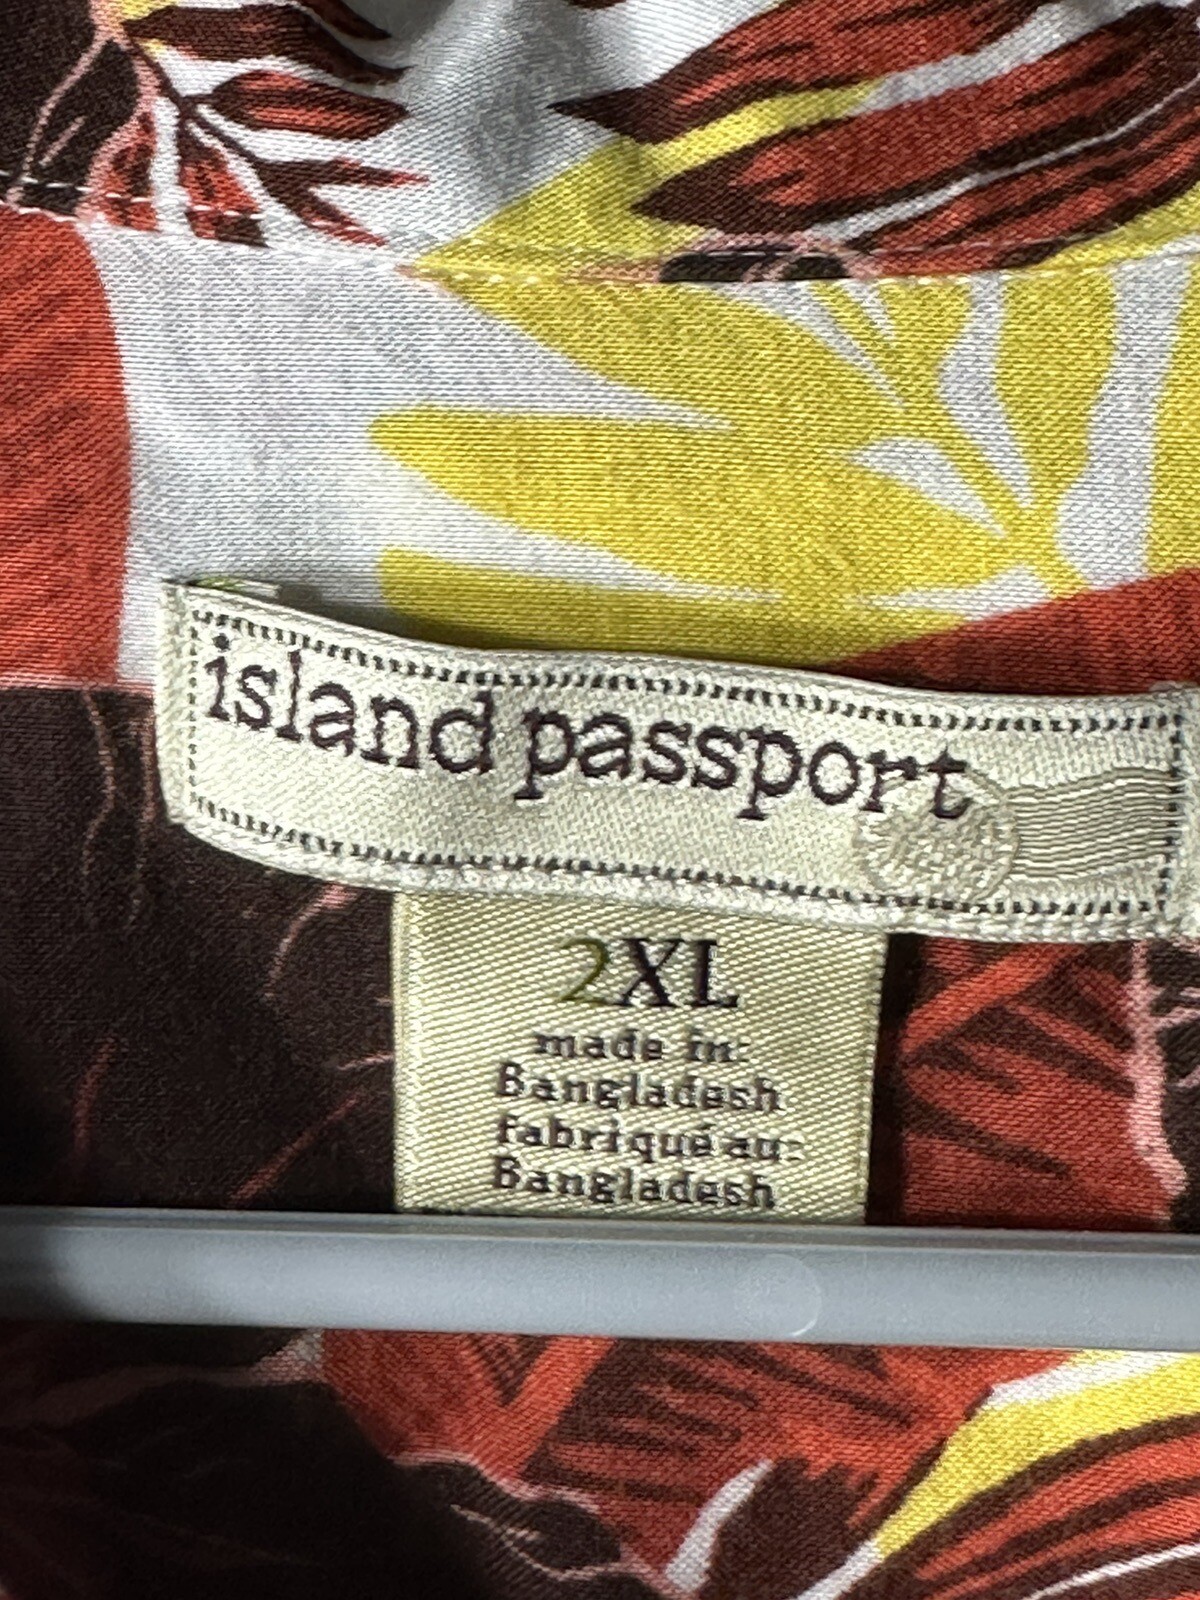 island passport
2XL
made in:
Bangladesh
fabriqué au:
Bangladesh